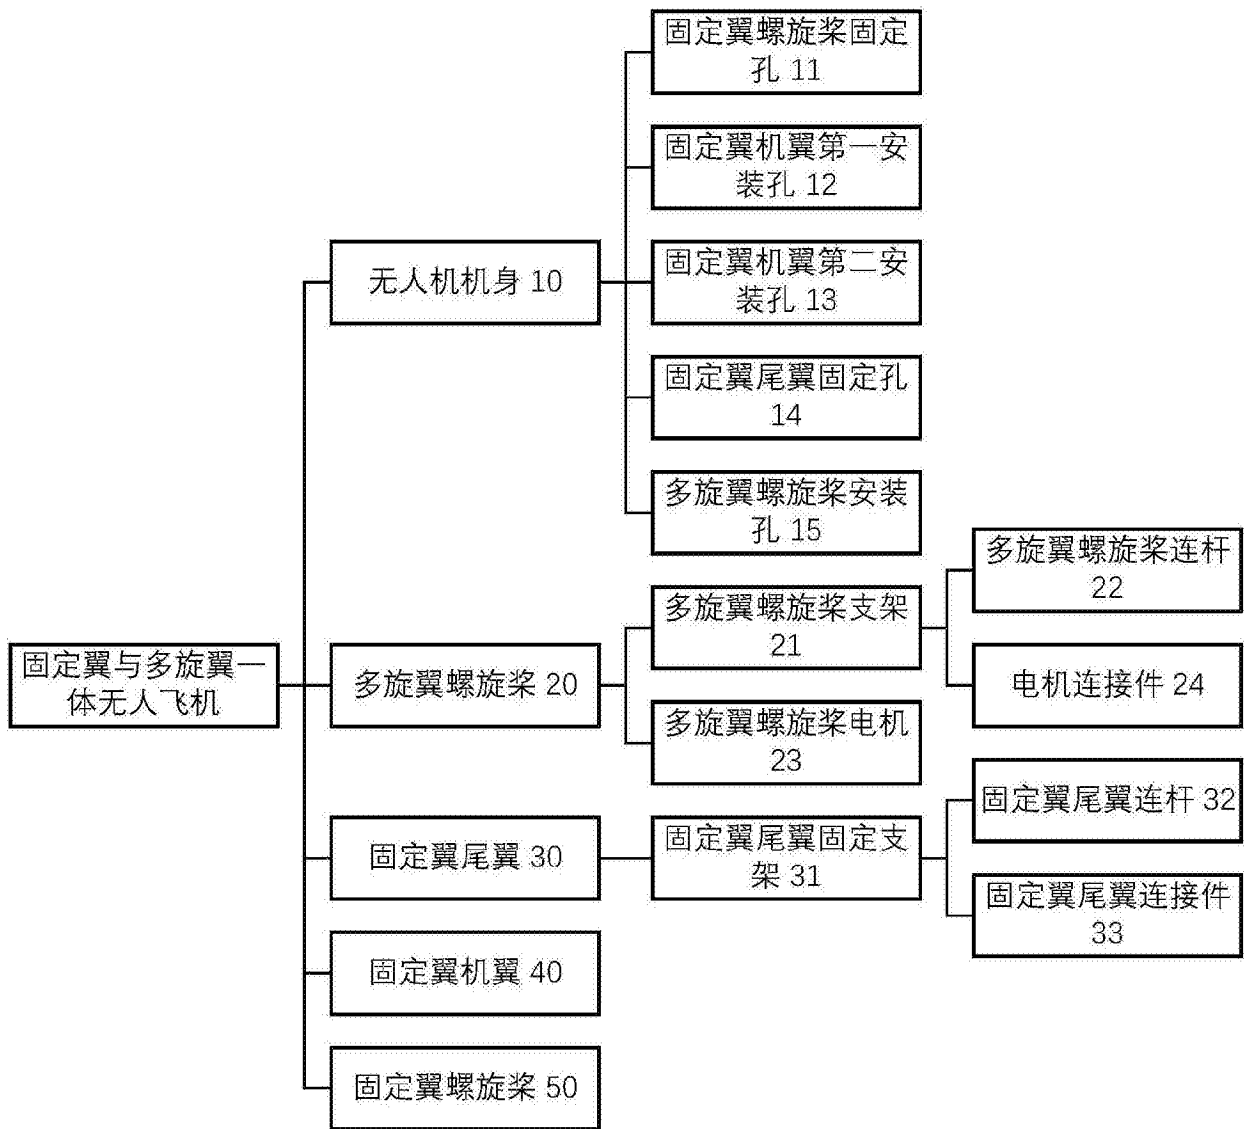 固定翼与多旋翼一
体无人飞机
无人机机身 10
固定翼螺旋桨固定
孔 11
固定翼机翼第一安
装孔 12
固定翼机翼第二安
装孔 13
固定翼尾翼固定孔
14
多旋翼螺旋桨安装
孔 15
多旋翼螺旋桨 20
多旋翼螺旋桨支架
21
多旋翼螺旋桨连杆
22
电机连接件 24
多旋翼螺旋桨电机
23
固定翼尾翼 30
固定翼尾翼固定支
架 31
固定翼尾翼连杆 32
固定翼尾翼连接件
33
固定翼机翼 40
固定翼螺旋桨 50